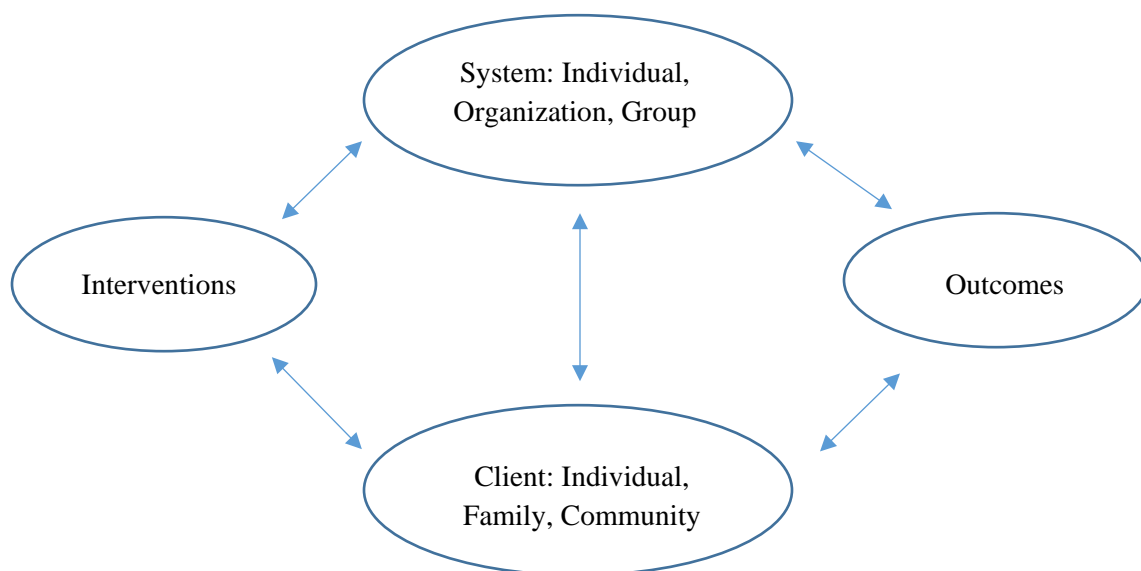 System: Individual,
Organization, Group
Interventions
Outcomes
Client: Individual,
Family, Community